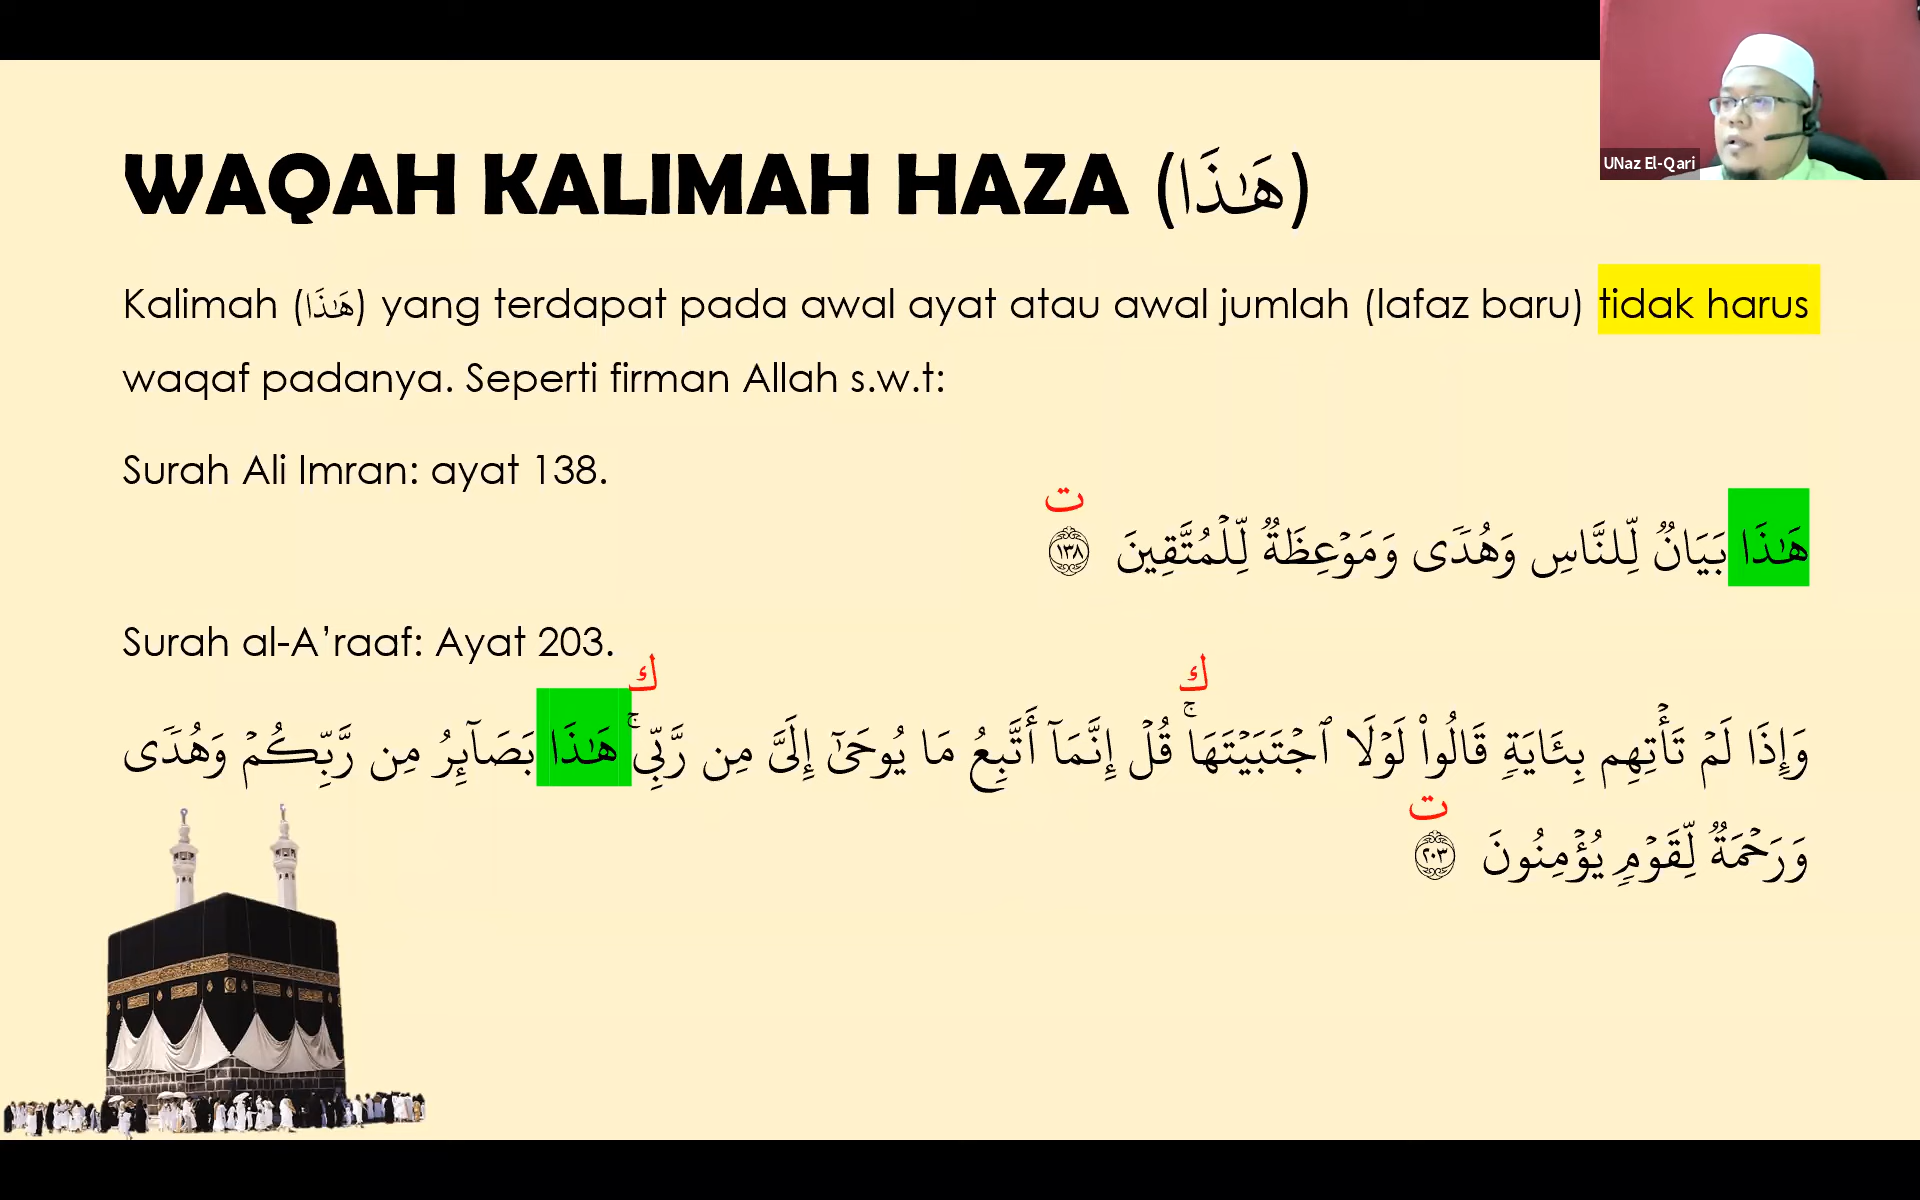 UNaz El-Qari
WAQAH KALIMAH HAZA (هَـٰذَا)
Kalimah (هَـٰذَا) yang terdapat pada awal ayat atau awal jumlah (lafaz baru) tidak harus
waqaf padanya. Seperti firman Allah s.w.t:
Surah Ali Imran: ayat 138.
ت
هَـٰذَا بَيَانٌ لِّلنَّاسِ وَهُدًى وَمَوْعِظَةٌ لِّلْمُتَّقِينَ ١٣٨
Surah al-A’raaf: Ayat 203.
ك ك
وَإِذَا لَمْ تَأْتِهِم بِـَٔايَةٍ قَالُوا۟ لَوْلَا ٱجْتَبَيْتَهَا ۚ قُلْ إِنَّمَآ أَتَّبِعُ مَا يُوحَىٰٓ إِلَىَّ مِن رَّبِّى ۚ هَـٰذَا بَصَآئِرُ مِن رَّبِّكُمْ وَهُدًى
ت
وَرَحْمَةٌ لِّقَوْمٍ يُؤْمِنُونَ ٢٠٣